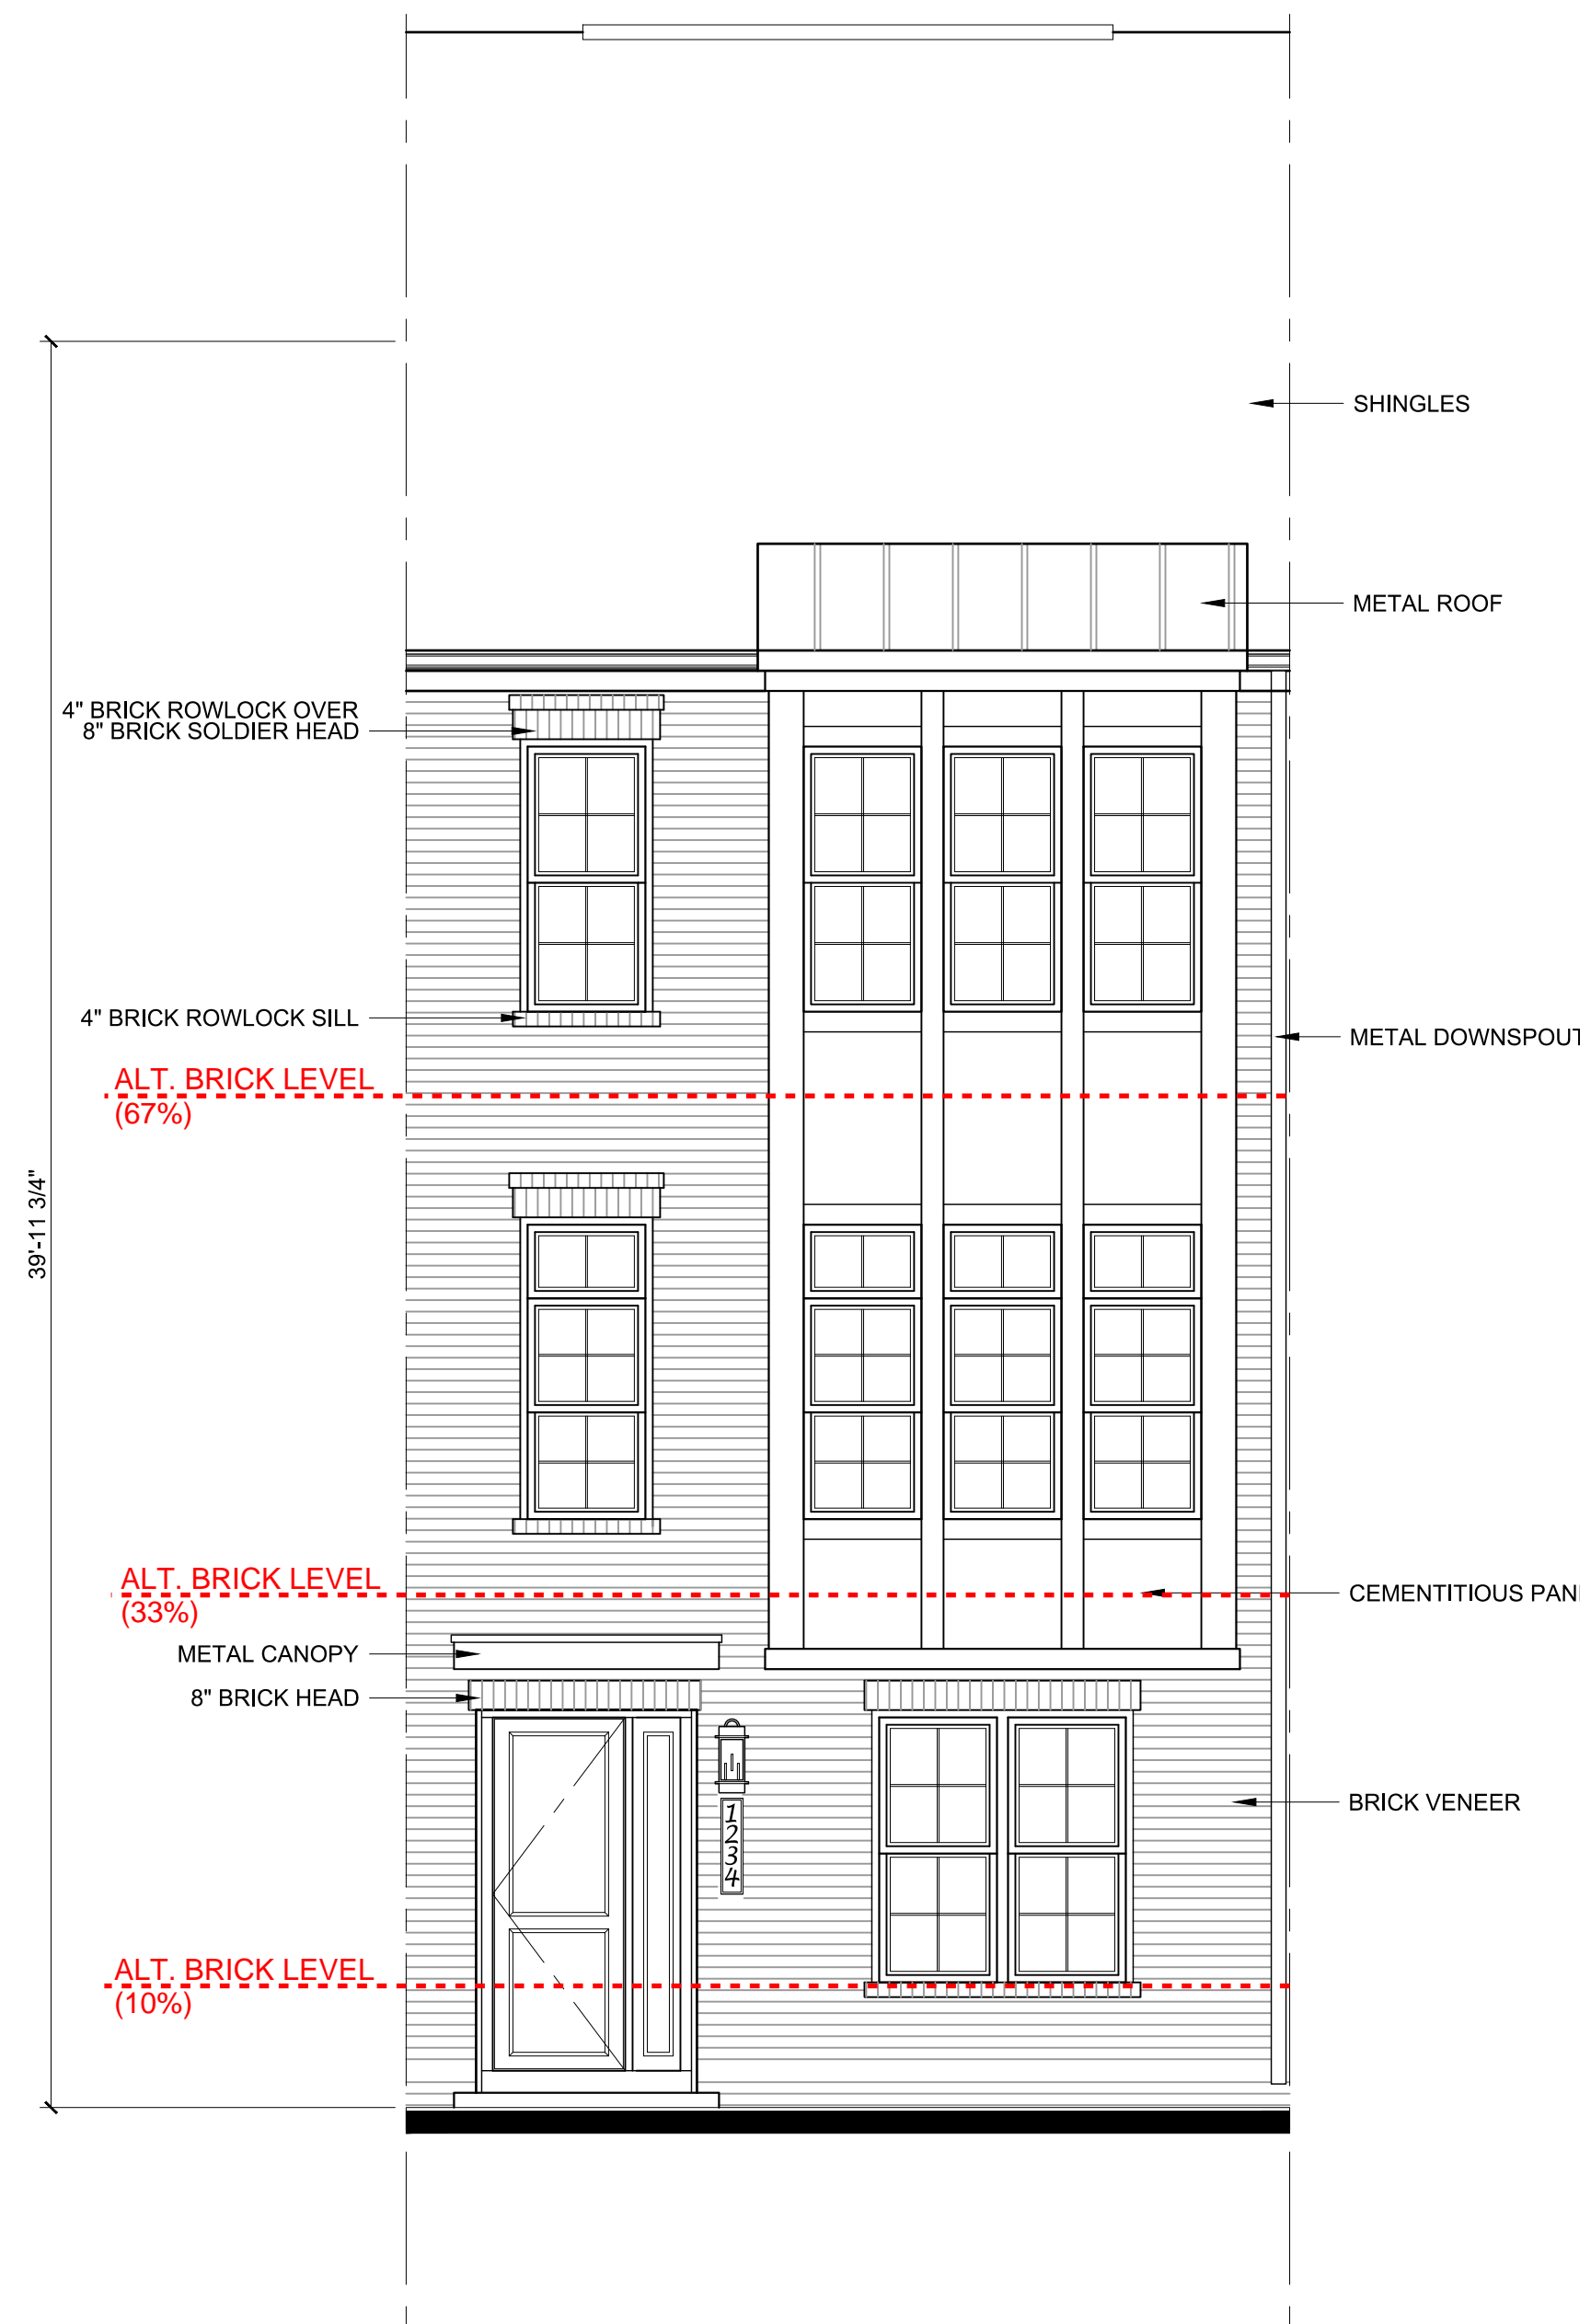 SHINGLES
METAL ROOF
4" BRICK ROWLOCK OVER
8" BRICK SOLDIER HEAD
4" BRICK ROWLOCK SILL
METAL DOWNSPOUT
ALT. BRICK LEVEL
(67%)
39'-11 3/4"
ALT. BRICK LEVEL
(33%)
CEMENTITIOUS PAN
METAL CANOPY
8" BRICK HEAD
1
2
3
4
BRICK VENEER
ALT. BRICK LEVEL
(10%)